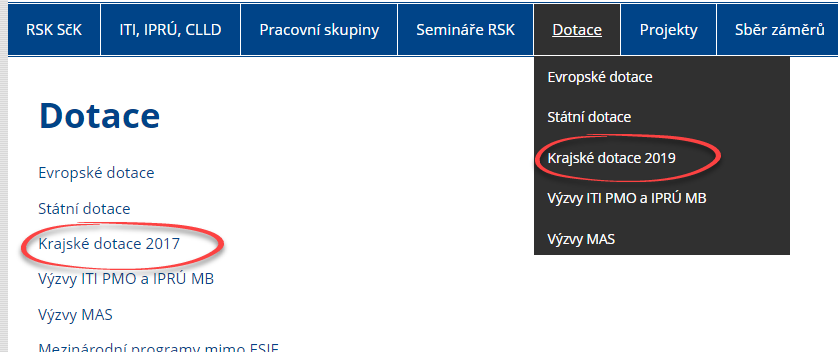 RSK SčK ITI, IPRÚ, CLLD Pracovní skupiny Semináře RSK Dotace Projekty Sběr záměrů
Evropské dotace
Státní dotace
Krajské dotace 2019
Výzvy ITI PMO a IPRÚ MB
Výzvy MAS
Dotace
Evropské dotace
Státní dotace
Krajské dotace 2017
Výzvy ITI PMO a IPRÚ MB
Výzvy MAS
Mezinárodní programy mimo ESIF